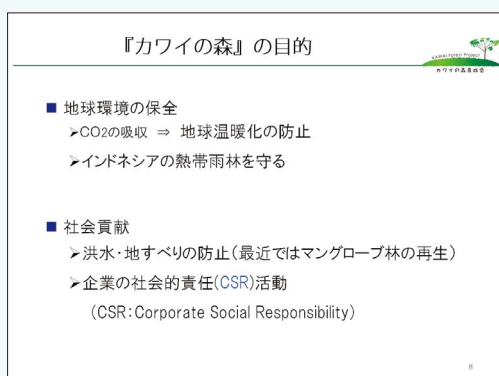 『カワイの森』の目的
KAWAI Forest Project
■ 地球環境の保全
➤CO2の吸収 ⇒ 地球温暖化の防止
➤インドネシアの熱帯雨林を守る
■ 社会貢献
➤洪水・地すべりの防止（最近ではマングローブ林の再生）
➤企業の社会的責任(CSR)活動
（CSR：Corporate Social Responsibility）
8